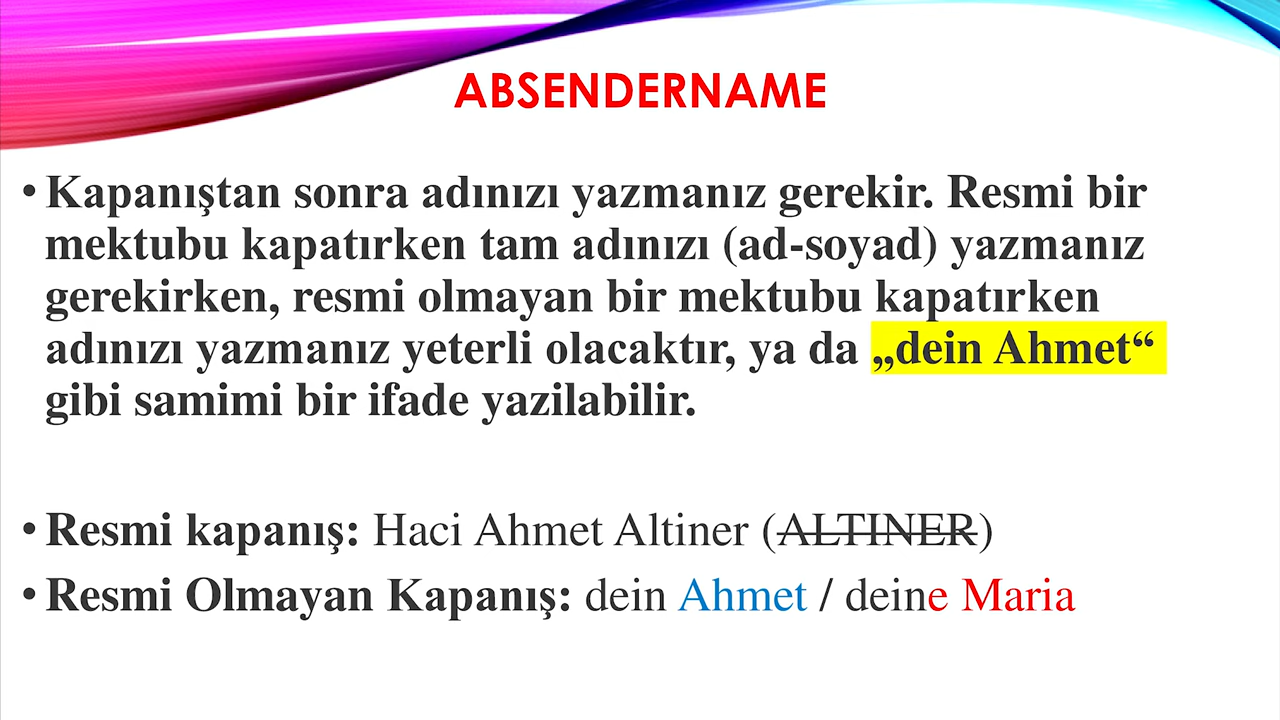 ABSENDERNAME
• Kapanıştan sonra adınızı yazmanız gerekir. Resmi bir
mektubu kapatırken tam adınızı (ad-soyad) yazmanız
gerekirken, resmi olmayan bir mektubu kapatırken
adınızı yazmanız yeterli olacaktır, ya da „dein Ahmet“
gibi samimi bir ifade yazilabilir.
• Resmi kapanış: Haci Ahmet Altiner (ALTINER)
• Resmi Olmayan Kapanış: dein Ahmet / deine Maria